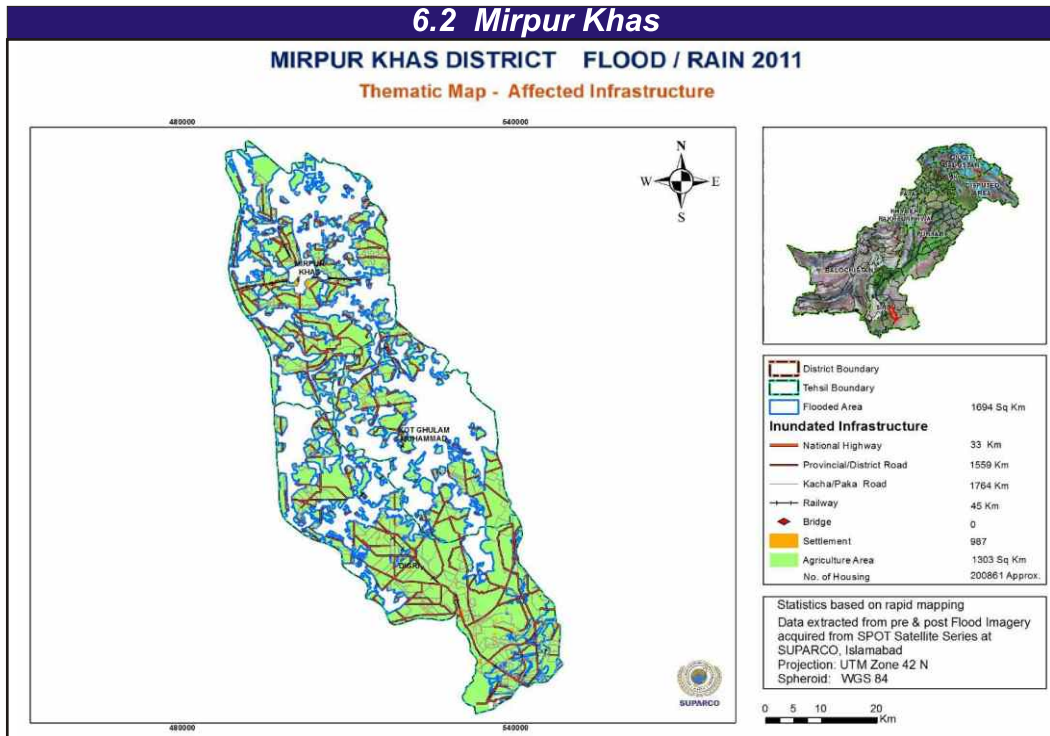 6.2 Mirpur Khas
MIRPUR KHAS DISTRICT FLOOD / RAIN 2011
Thematic Map - Affected Infrastructure
480000 540000
N
W E
S
MIRPUR
KHAS
DIGRI
480000 540000
SUPARCO
BALOCHISTAN
District Boundary
Tehsil Boundary
Flooded Area 1694 Sq Km
Inundated Infrastructure
National Highway 33 Km
Provincial/District Road 1559 Km
Kacha/Paka Road 1764 Km
Railway 45 Km
Bridge 0
Settlement 987
Agriculture Area 1303 Sq Km
No. of Housing 200861 Approx.
Statistics based on rapid mapping
Data extracted from pre & post Flood Imagery
acquired from SPOT Satellite Series at
SUPARCO, Islamabad
Projection: UTM Zone 42 N
Spheroid: WGS 84
0 5 10 20
Km